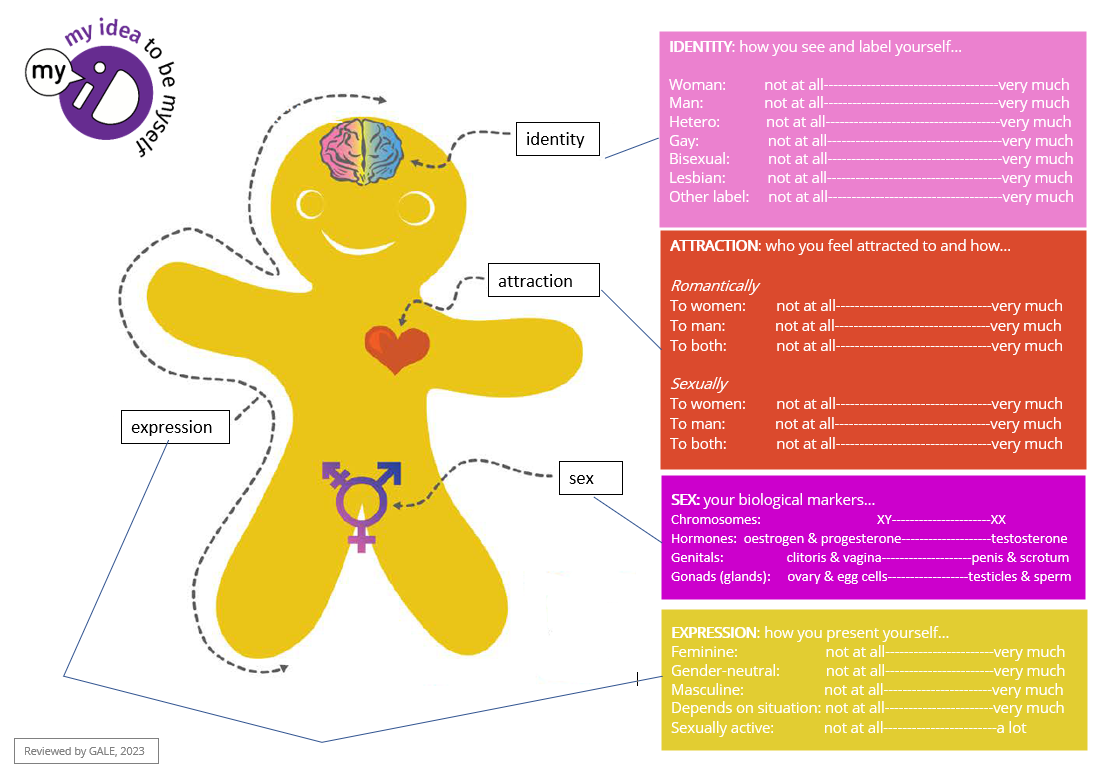 my idea to be myself
my iD
identity
attraction
expression
sex
IDENTITY: how you see and label yourself...
Woman: not at all-----------------------------------very much
Man: not at all-----------------------------------very much
Hetero: not at all-----------------------------------very much
Gay: not at all-----------------------------------very much
Bisexual: not at all-----------------------------------very much
Lesbian: not at all-----------------------------------very much
Other label: not at all-----------------------------------very much
ATTRACTION: who you feel attracted to and how...
Romantically
To women: not at all--------------------------------very much
To man: not at all--------------------------------very much
To both: not at all--------------------------------very much
Sexually
To women: not at all--------------------------------very much
To man: not at all--------------------------------very much
To both: not at all--------------------------------very much
SEX: your biological markers...
Chromosomes: XY----------------------XX
Hormones: oestrogen & progesterone--------------------testosterone
Genitals: clitoris & vagina--------------------penis & scrotum
Gonads (glands): ovary & egg cells------------------testicles & sperm
EXPRESSION: how you present yourself...
Feminine: not at all----------------------very much
Gender-neutral: not at all----------------------very much
Masculine: not at all----------------------very much
Depends on situation: not at all----------------------very much
Sexually active: not at all-----------------------a lot
Reviewed by GALE, 2023